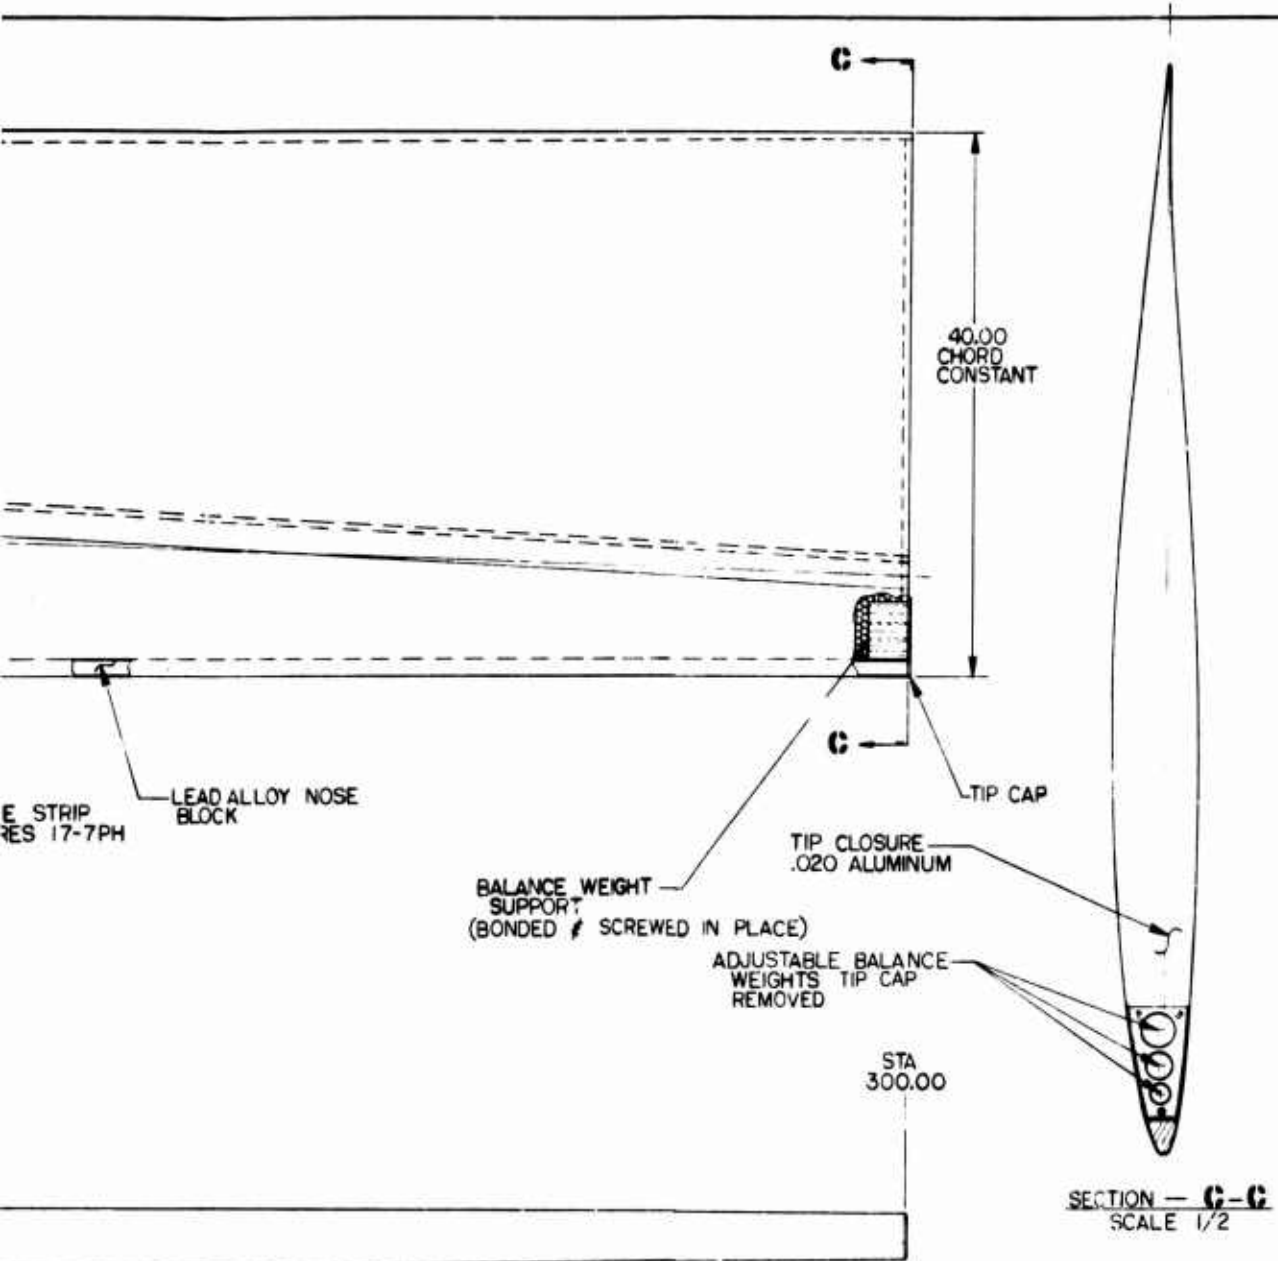 C
40.00
CHORD
CONSTANT
C
LEAD ALLOY NOSE
BLOCK
E STRIP
RES 17-7PH
TIP CAP
TIP CLOSURE
.020 ALUMINUM
BALANCE WEIGHT
SUPPORT
(BONDED & SCREWED IN PLACE)
ADJUSTABLE BALANCE
WEIGHTS TIP CAP
REMOVED
STA
300.00
SECTION — C-C
SCALE 1/2